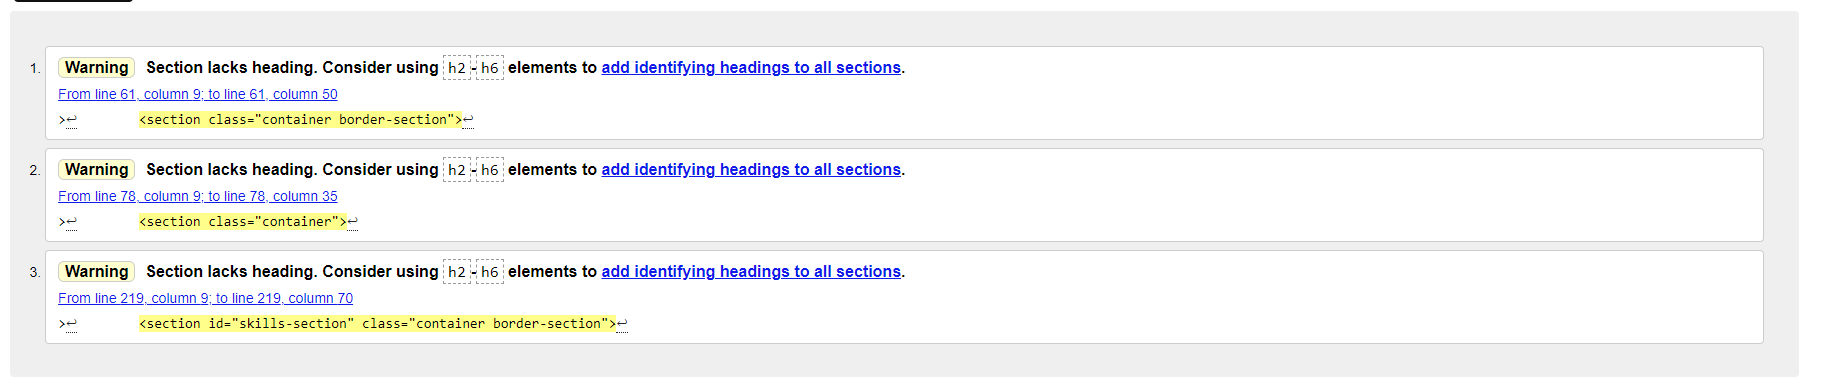 1. Warning Section lacks heading. Consider using h2-h6 elements to add identifying headings to all sections.
From line 61, column 9; to line 61, column 50
>↩ <section class="container border-section">↩
2. Warning Section lacks heading. Consider using h2-h6 elements to add identifying headings to all sections.
From line 78, column 9; to line 78, column 35
>↩ <section class="container">↩
3. Warning Section lacks heading. Consider using h2-h6 elements to add identifying headings to all sections.
From line 219, column 9; to line 219, column 70
>↩ <section id="skills-section" class="container border-section">↩